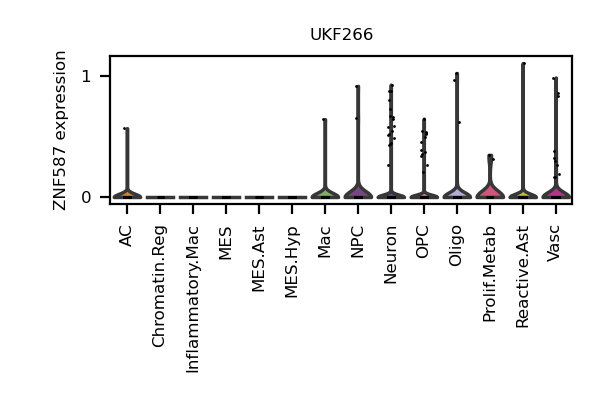 UKF266
ZNF587 expression
1
0
AC
Chromatin.Reg
Inflammatory.Mac
MES
MES.Ast
MES.Hyp
Mac
NPC
Neuron
OPC
Oligo
Prolif.Metab
Reactive.Ast
Vasc